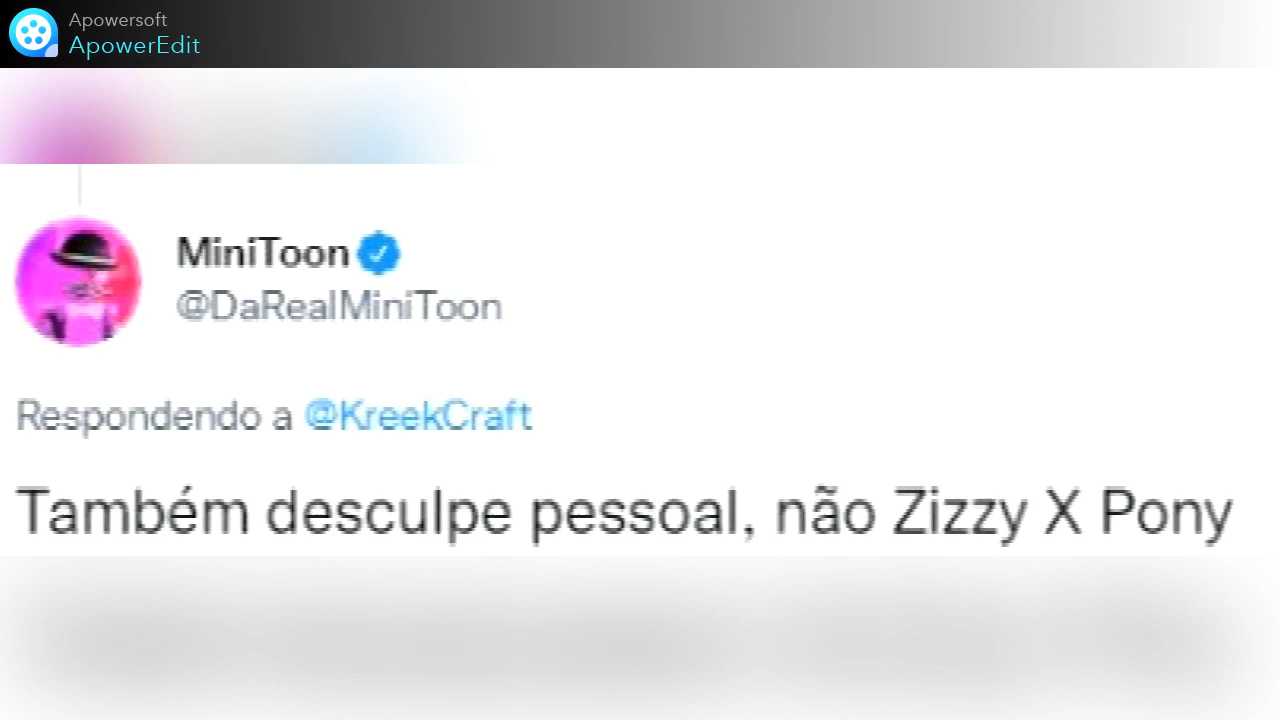 Apowersoft
ApowerEdit
MiniToon
@DaRealMiniToon
Respondendo a @KreekCraft
Também desculpe pessoal, não Zizzy X Pony